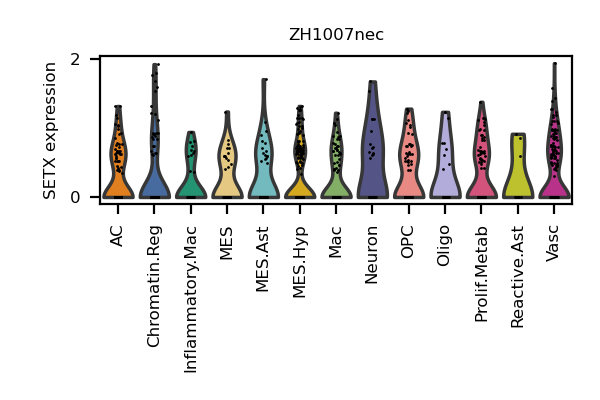 ZH1007nec
SETX expression
2
0
AC
Chromatin.Reg
Inflammatory.Mac
MES
MES.Ast
MES.Hyp
Mac
Neuron
OPC
Oligo
Prolif.Metab
Reactive.Ast
Vasc